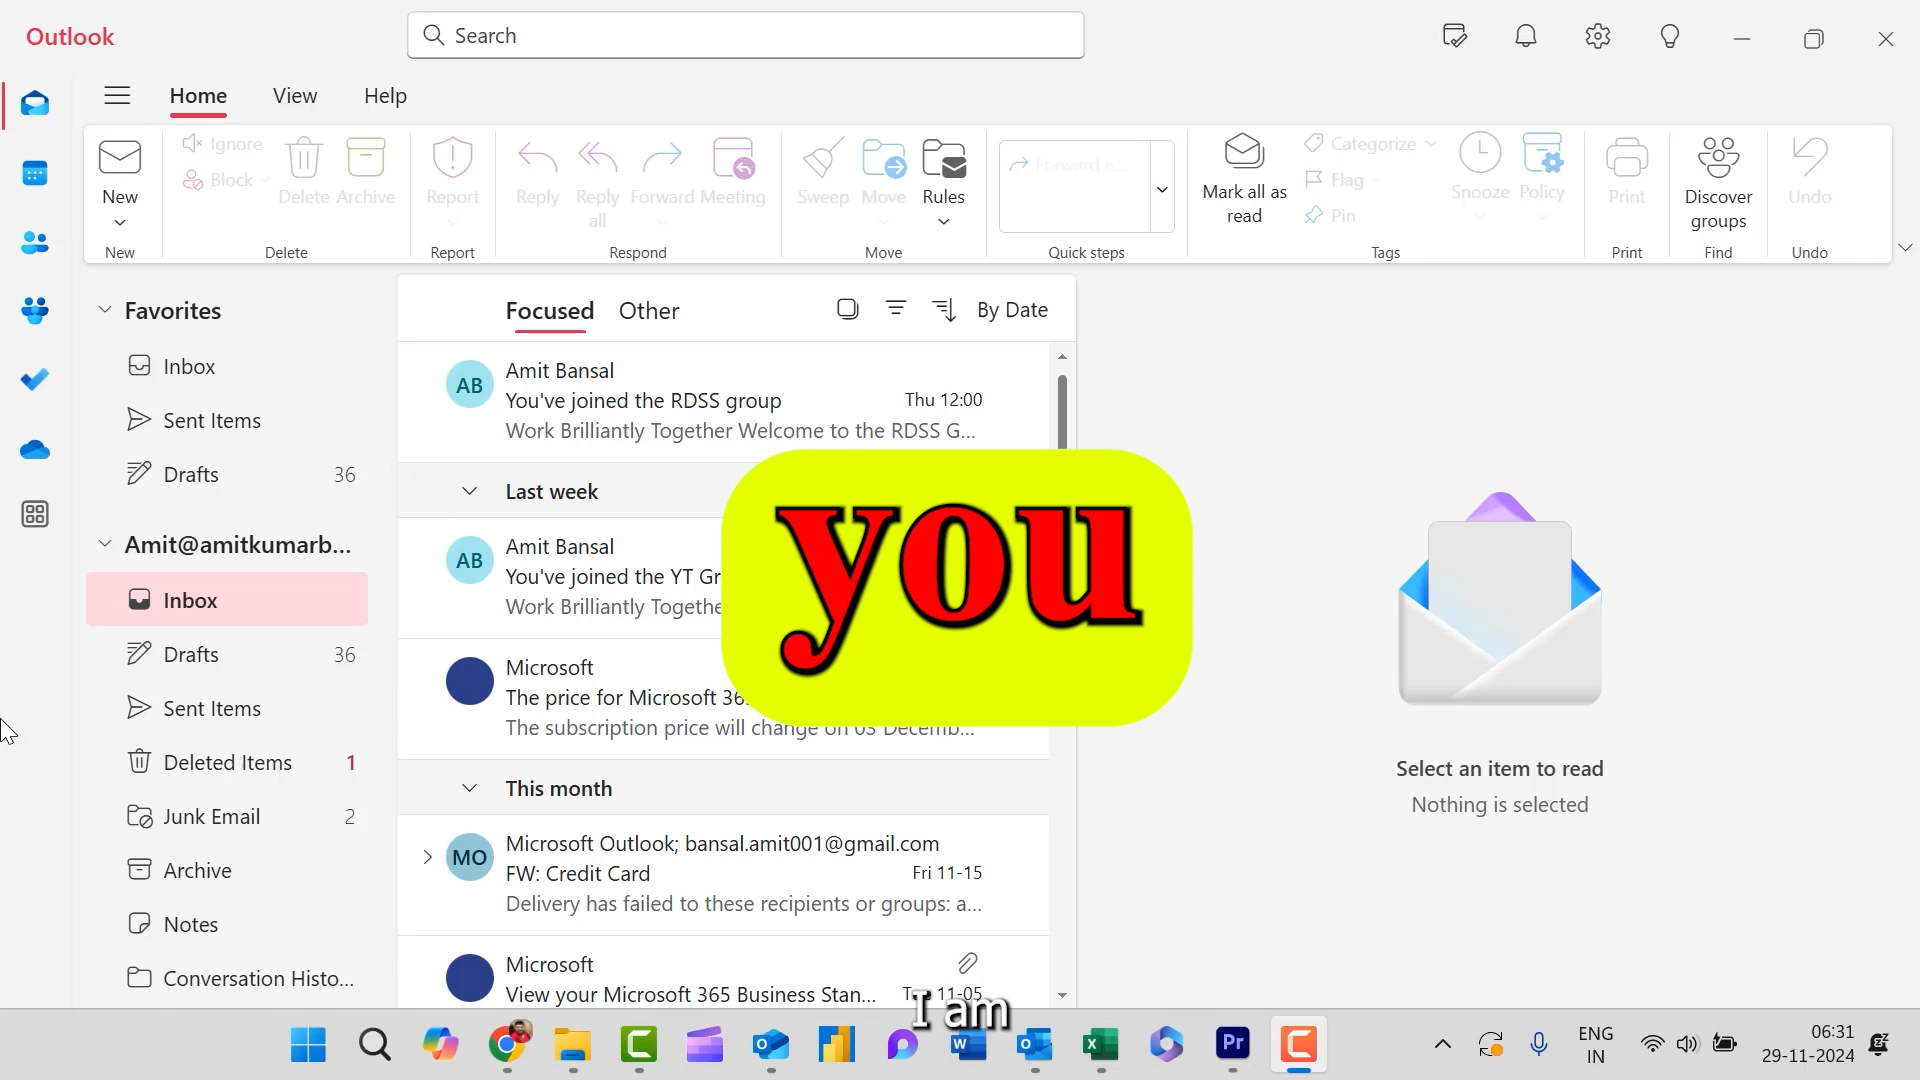 Outlook
Search
Home
View
Help
New
Ignore
Block
Delete
Archive
Report
Reply
Reply all
Forward
Meeting
Sweep
Move
Rules
Forward e...
Mark all as read
Categorize
Flag
Pin
Snooze
Policy
Print
Discover groups
Undo
New
Delete
Report
Respond
Move
Quick steps
Tags
Print
Find
Undo
Favorites
Inbox
Sent Items
Drafts 36
Amit@amitkumarb...
Inbox
Drafts 36
Sent Items
Deleted Items 1
Junk Email 2
Archive
Notes
Conversation Histo...
Focused Other By Date
AB
Amit Bansal
You've joined the RDSS group Thu 12:00
Work Brilliantly Together Welcome to the RDSS G...
Last week
AB
Amit Bansal
You've joined the YT Gr
Work Brilliantly Togethe
Microsoft
The price for Microsoft 36
The subscription price will change on 03 Decemb...
This month
MO
Microsoft Outlook; bansal.amit001@gmail.com
FW: Credit Card Fri 11-15
Delivery has failed to these recipients or groups: a...
Microsoft
View your Microsoft 365 Business Stan... 11-05
you
Select an item to read
Nothing is selected
I am
Pr
ENG
IN
06:31
29-11-2024